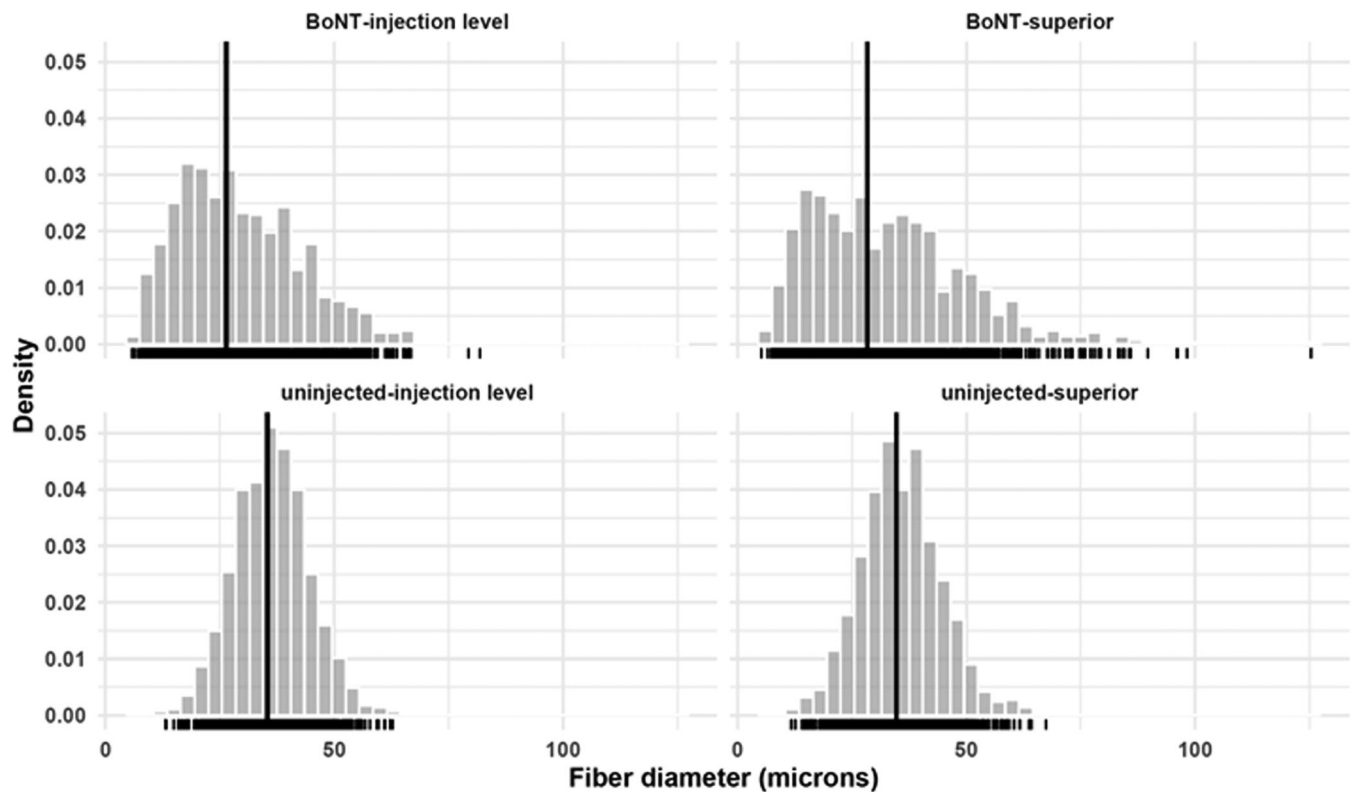 BoNT-injection level
BoNT-superior
0.05
0.04
0.03
0.02
0.01
0.00
uninjected-injection level
uninjected-superior
0.05
0.04
0.03
0.02
0.01
0.00
Density
0 50 100
0 50 100
Fiber diameter (microns)